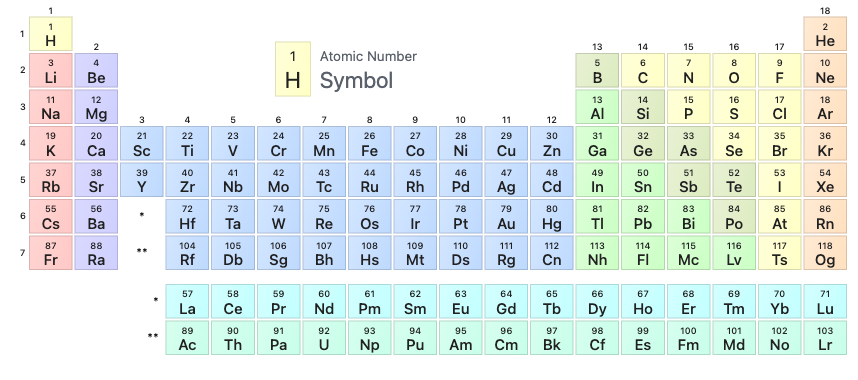 1 18
1 1 2
H He
2 13 14 15 16 17
1 Atomic Number
H Symbol
2 3 4 5 6 7 8 9 10
Li Be B C N O F Ne
3 11 12 13 14 15 16 17 18
Na Mg Al Si P S Cl Ar
3 4 5 6 7 8 9 10 11 12
4 19 20 21 22 23 24 25 26 27 28 29 30 31 32 33 34 35 36
K Ca Sc Ti V Cr Mn Fe Co Ni Cu Zn Ga Ge As Se Br Kr
5 37 38 39 40 41 42 43 44 45 46 47 48 49 50 51 52 53 54
Rb Sr Y Zr Nb Mo Tc Ru Rh Pd Ag Cd In Sn Sb Te I Xe
6 55 56 * 72 73 74 75 76 77 78 79 80 81 82 83 84 85 86
Cs Ba Hf Ta W Re Os Ir Pt Au Hg Tl Pb Bi Po At Rn
7 87 88 ** 104 105 106 107 108 109 110 111 112 113 114 115 116 117 118
Fr Ra Rf Db Sg Bh Hs Mt Ds Rg Cn Nh Fl Mc Lv Ts Og
* 57 58 59 60 61 62 63 64 65 66 67 68 69 70 71
La Ce Pr Nd Pm Sm Eu Gd Tb Dy Ho Er Tm Yb Lu
** 89 90 91 92 93 94 95 96 97 98 99 100 101 102 103
Ac Th Pa U Np Pu Am Cm Bk Cf Es Fm Md No Lr